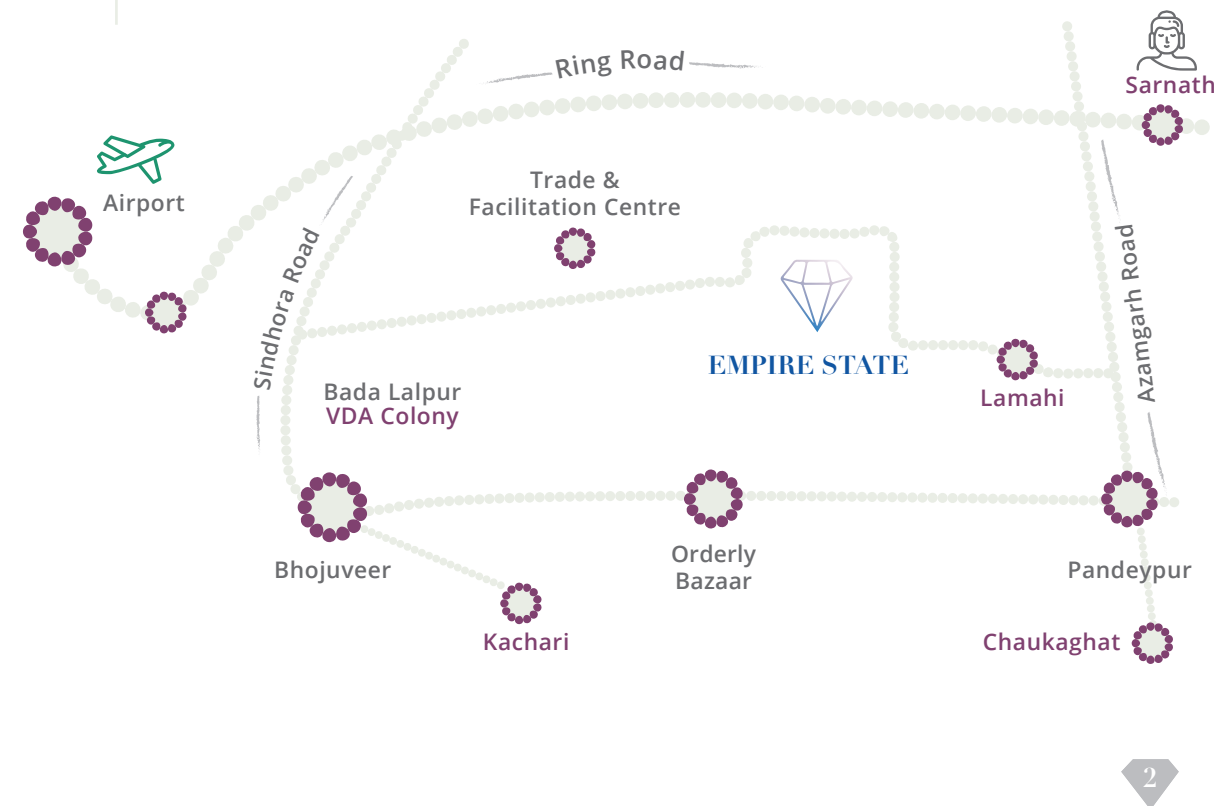 Ring Road
Sarnath
Airport
Trade &
Facilitation Centre
Sindhora Road
Azamgarh Road
EMPIRE STATE
Bada Lalpur
VDA Colony
Lamahi
Bhojuveer
Orderly
Bazaar
Pandeypur
Kachari
Chaukaghat
2